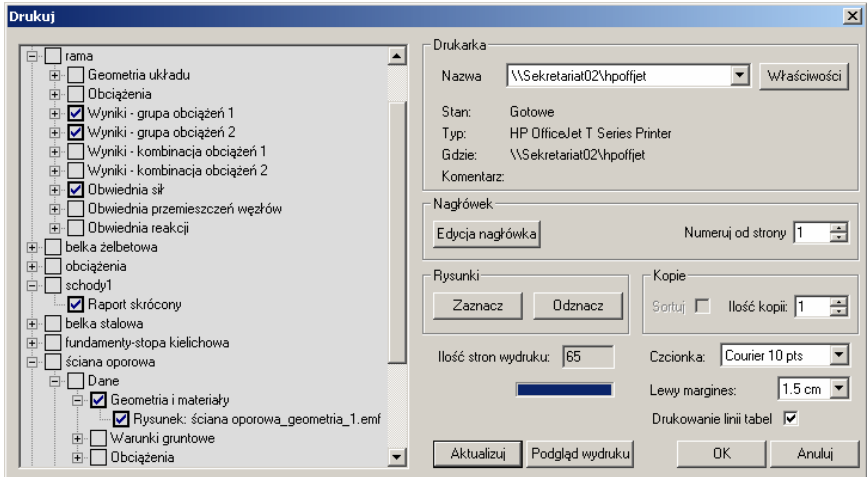 Drukuj
rama
Geometria układu
Obciążenia
Wyniki - grupa obciążeń 1
Wyniki - grupa obciążeń 2
Wyniki - kombinacja obciążeń 1
Wyniki - kombinacja obciążeń 2
Obwiednia sił
Obwiednia przemieszczeń węzłów
Obwiednia reakcji
belka żelbetowa
obciążenia
schody1
Raport skrócony
belka stalowa
fundamenty-stopa kielichowa
ściana oporowa
Dane
Geometria i materiały
Rysunek: ściana oporowa_geometria_1.emf
Warunki gruntowe
Obciążenia
Drukarka
Nazwa \\Sekretariat02\hpoffjet Właściwości
Stan: Gotowe
Typ: HP OfficeJet T Series Printer
Gdzie: \\Sekretariat02\hpoffjet
Komentarz:
Nagłówek
Edycja nagłówka Numeruj od strony 1
Rysunki
Zaznacz Odznacz
Kopie
Sortuj Ilość kopii: 1
Ilość stron wydruku: 65
Czcionka: Courier 10 pts
Lewy margines: 1.5 cm
Drukowanie linii tabel
Aktualizuj Podgląd wydruku OK Anuluj